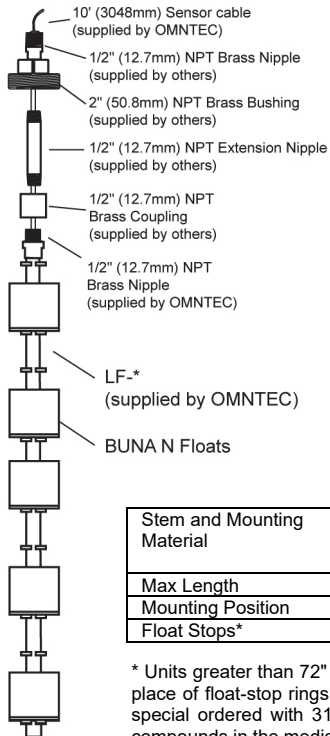 10' (3048mm) Sensor cable
(supplied by OMNTEC)
1/2" (12.7mm) NPT Brass Nipple
(supplied by others)
2" (50.8mm) NPT Brass Bushing
(supplied by others)
1/2" (12.7mm) NPT Extension Nipple
(supplied by others)
1/2" (12.7mm) NPT
Brass Coupling
(supplied by others)
1/2" (12.7mm) NPT
Brass Nipple
(supplied by OMNTEC)
LF-*
(supplied by OMNTEC)
BUNA N Floats
Stem and Mounting
Material
Max Length
Mounting Position
Float Stops*
* Units greater than 72"
place of float-stop rings
special ordered with 31
compounds in the medi